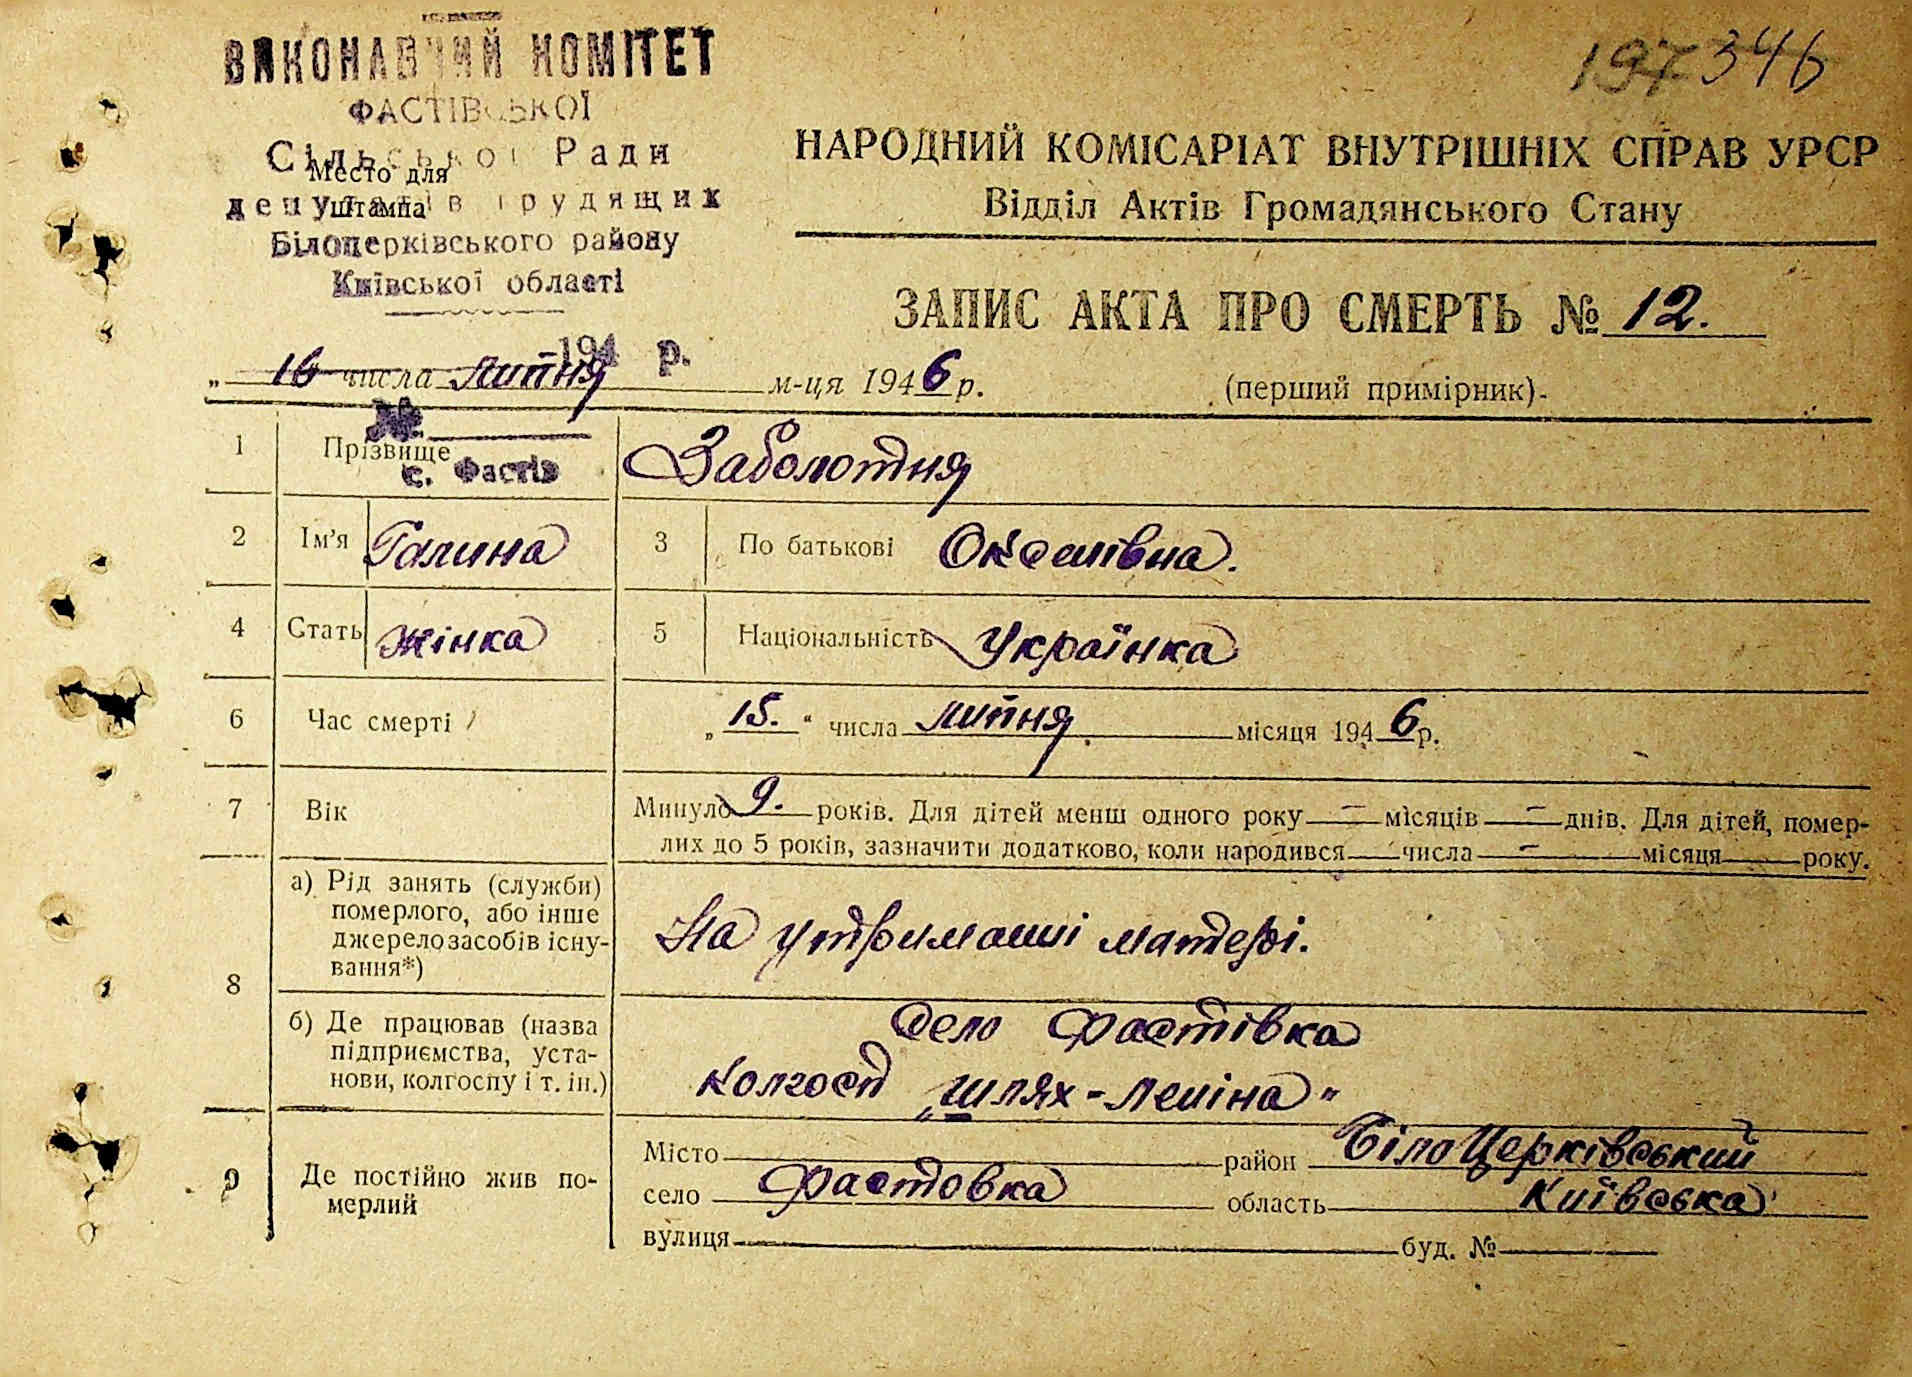 ВИКОНАВЧИЙ КОМІТЕТ
ФАСТІВСЬКОЇ
Сільської Ради
депутатів трудящих
Білоцерківського району
Київської області
Место для
штампа
194 р.
с. Фастів
197 346
НАРОДНИЙ КОМІСАРІАТ ВНУТРІШНІХ СПРАВ УРСР
Відділ Актів Громадянського Стану
ЗАПИС АКТА ПРО СМЕРТЬ № 12.
„ 16 числа липня м-ця 1946 р. (перший примірник).
1 Прізвище Заболотня
2 Ім'я Галина 3 По батькові Оксенівна.
4 Стать жінка 5 Національність Українка
6 Час смерті „15." числа липня місяця 1946 р.
7 Вік Минуло 9. років. Для дітей менш одного року — місяців — днів. Для дітей, помер-
лих до 5 років, зазначити додатково, коли народився — числа — місяця — року.
8 а) Рід занять (служби)
померлого, або інше
джерело засобів існу-
вання*)
На утриманні матері.
б) Де працював (назва
підприємства, уста-
нови, колгоспу і т. ін.)
Село Фастівка
колгосп „шлях-Леніна"
9 Де постійно жив по-
мерлий
Місто район БілоЦерківський
село Фастовка область Київська
вулиця буд. №